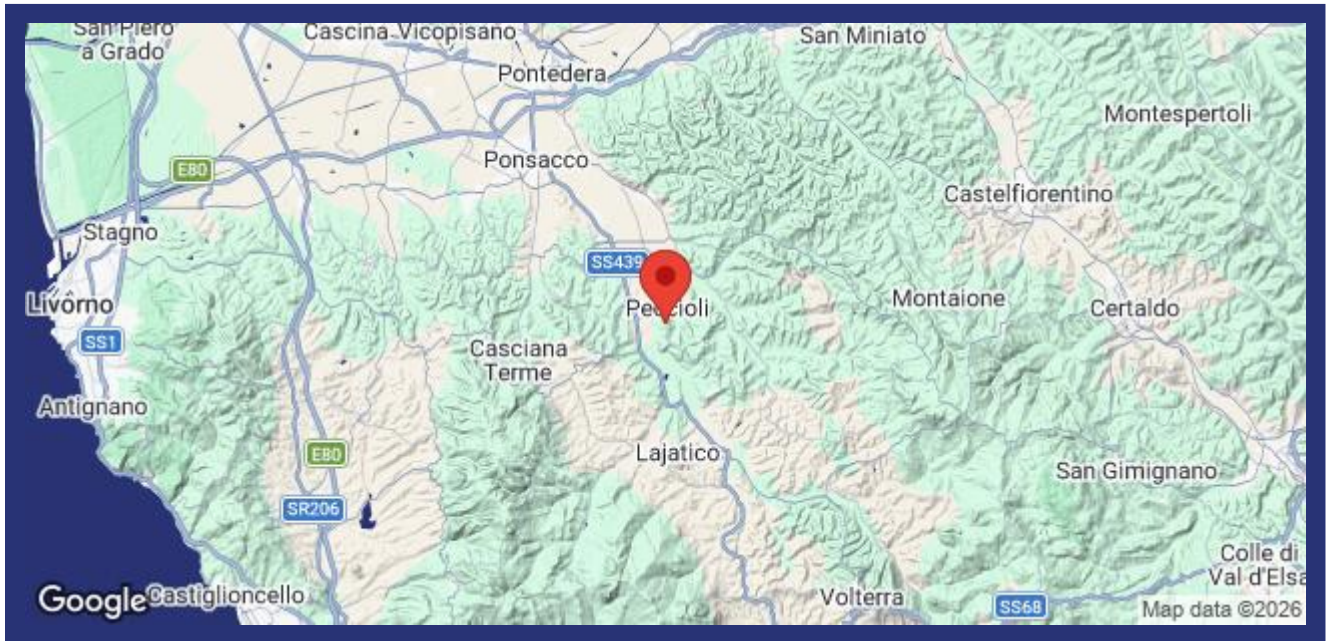 San Piero
a Grado
Cascina
Vicopisano
San Miniato
Pontedera
Montespertoli
Ponsacco
E80
Castelfiorentino
Stagno
SS439
Livorno
Peccioli
Montaione
Certaldo
SS1
Casciana
Terme
Antignano
E80
Lajatico
San Gimignano
SR206
Colle di
Val d'Elsa
Google
Castiglioncello
Volterra
SS68
Map data ©2026